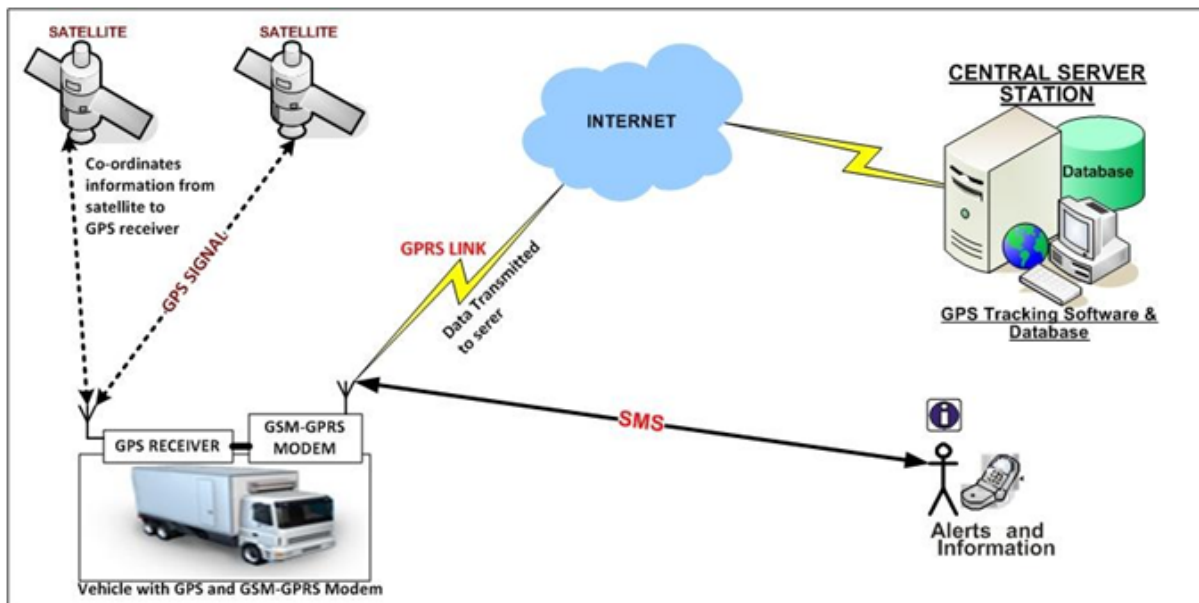 SATELLITE
SATELLITE
Co-ordinates
information from
satellite to
GPS receiver
GPS SIGNAL
INTERNET
CENTRAL SERVER
STATION
Database
GPS Tracking Software &
Database
GPRS LINK
Data Transmitted
to serer
SMS
GPS RECEIVER
GSM-GPRS
MODEM
Vehicle with GPS and GSM-GPRS Modem
i
Alerts and
Information